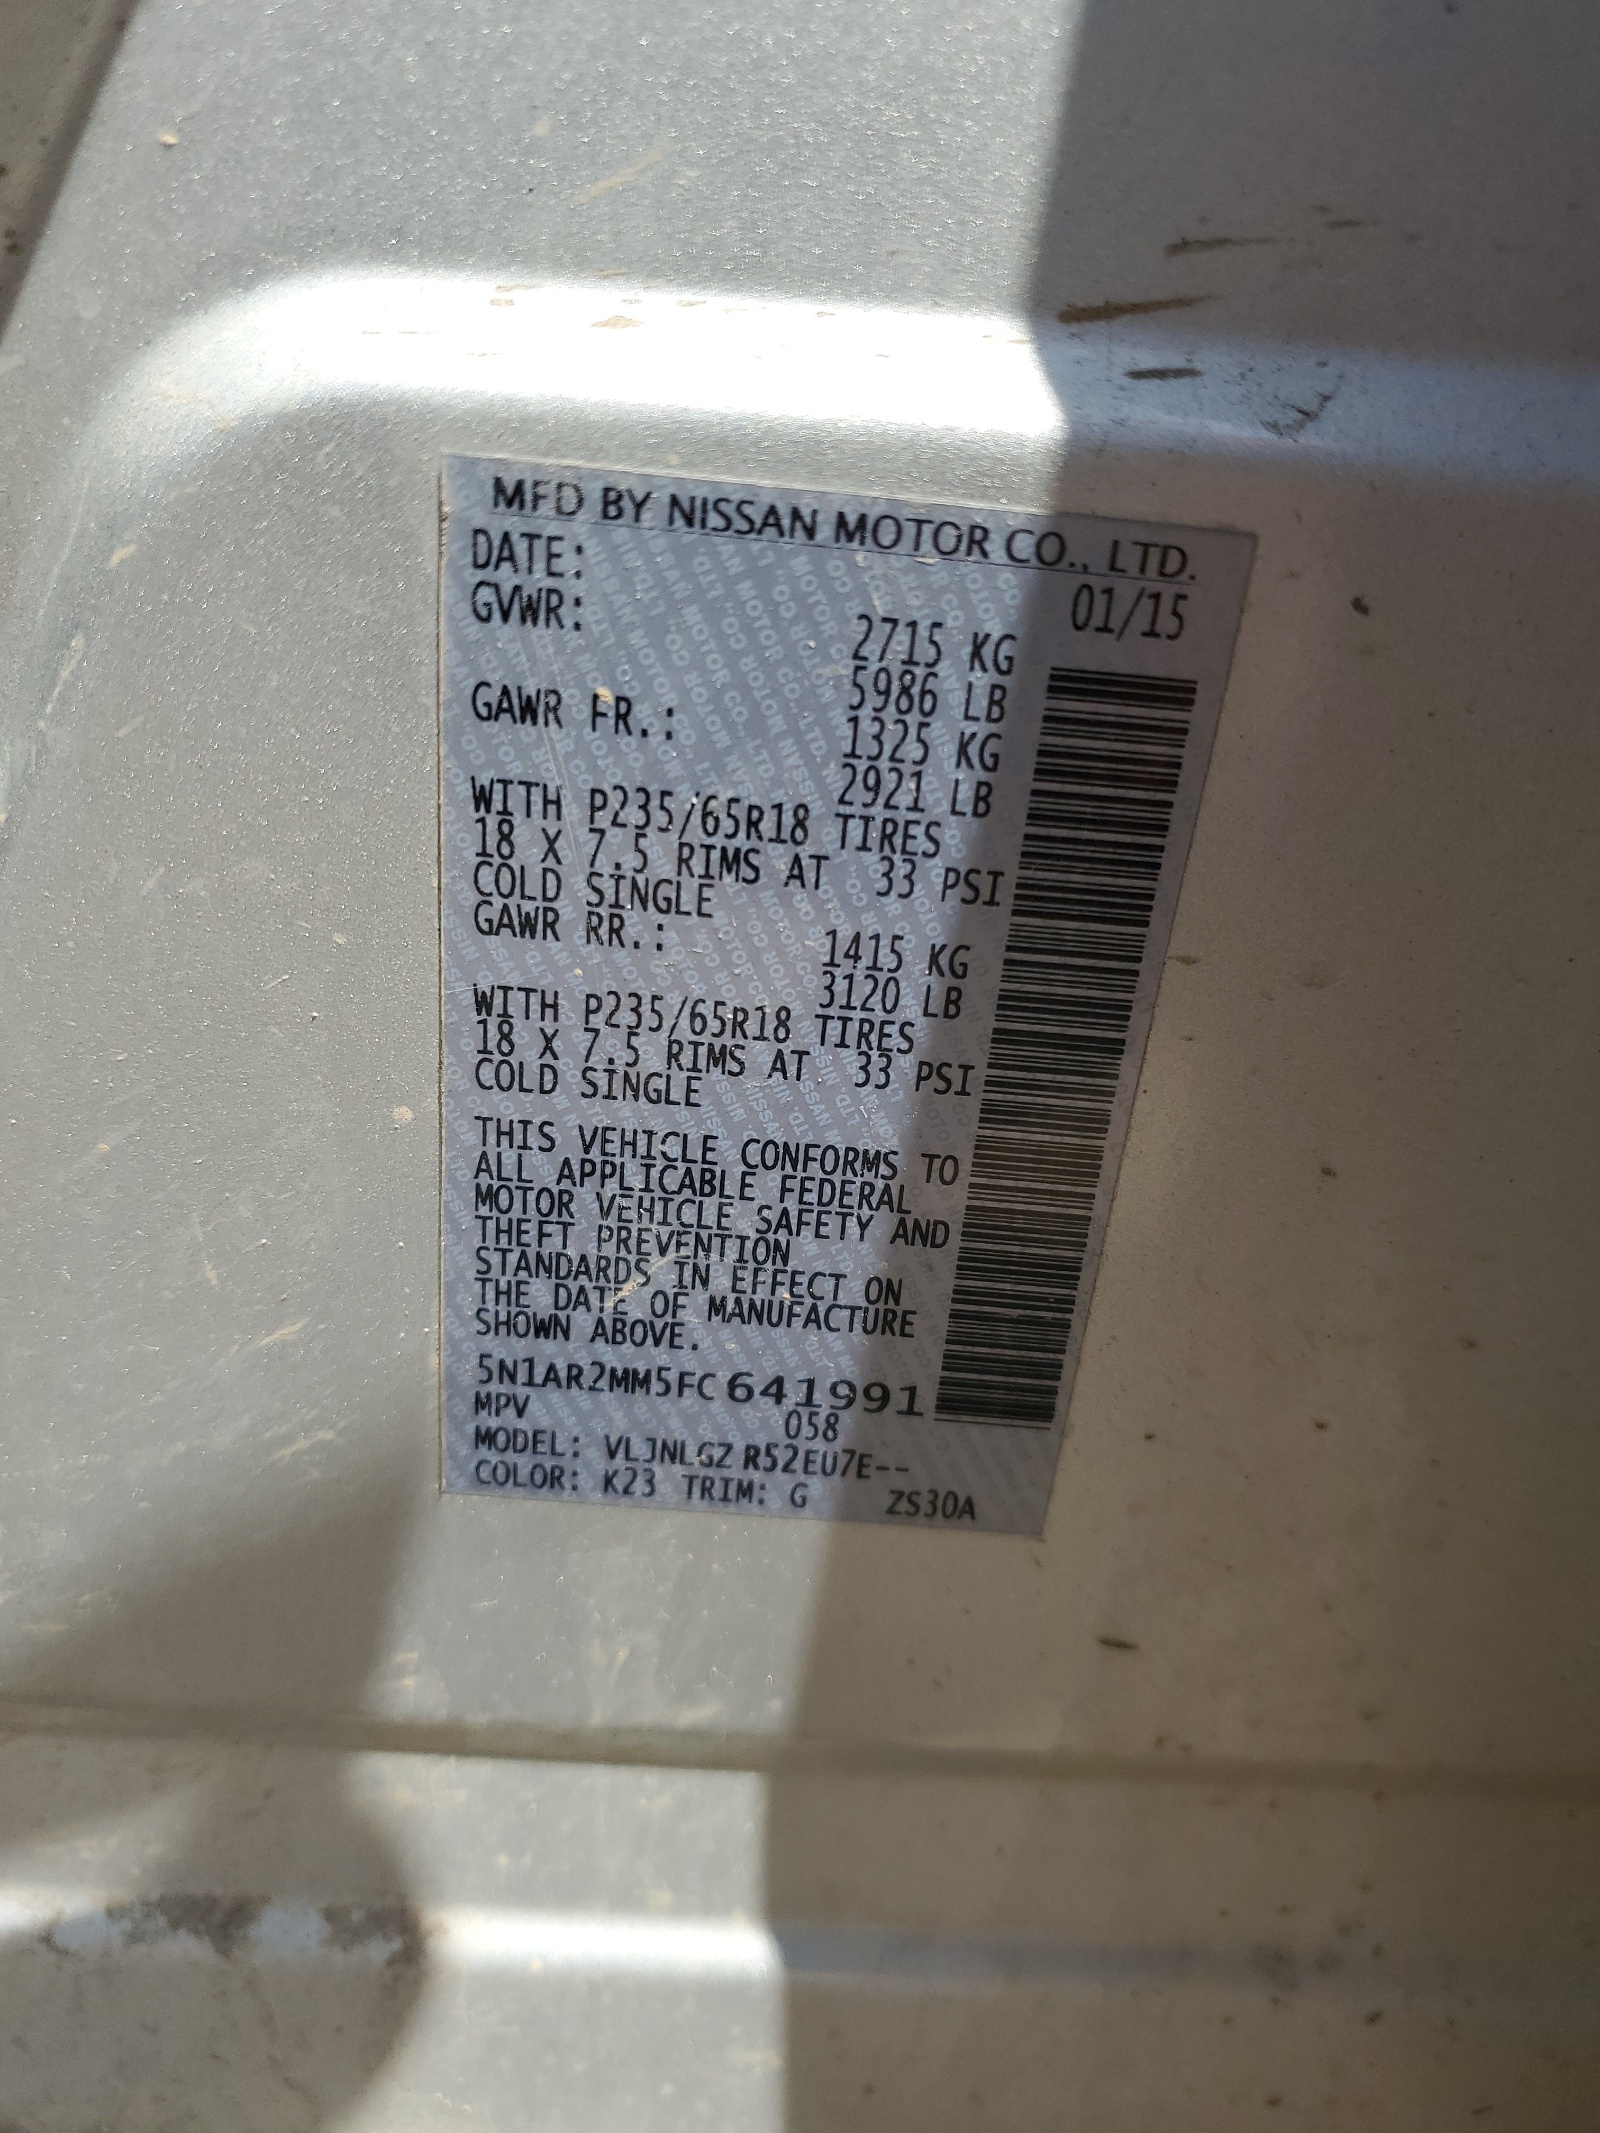 MFD BY NISSAN MOTOR CO., LTD.
DATE: 01/15
GVWR: 2715 KG
5986 LB
GAWR FR.: 1325 KG
2921 LB
WITH P235/65R18 TIRES
18 X 7.5 RIMS AT 33 PSI
COLD SINGLE
GAWR RR.: 1415 KG
3120 LB
WITH P235/65R18 TIRES
18 X 7.5 RIMS AT 33 PSI
COLD SINGLE
THIS VEHICLE CONFORMS TO
ALL APPLICABLE FEDERAL
MOTOR VEHICLE SAFETY AND
THEFT PREVENTION
STANDARDS IN EFFECT ON
THE DATE OF MANUFACTURE
SHOWN ABOVE.
5N1AR2MM5FC641991
MPV 058
MODEL: VLJNLGZ R52EU7E--
COLOR: K23 TRIM: G ZS30A